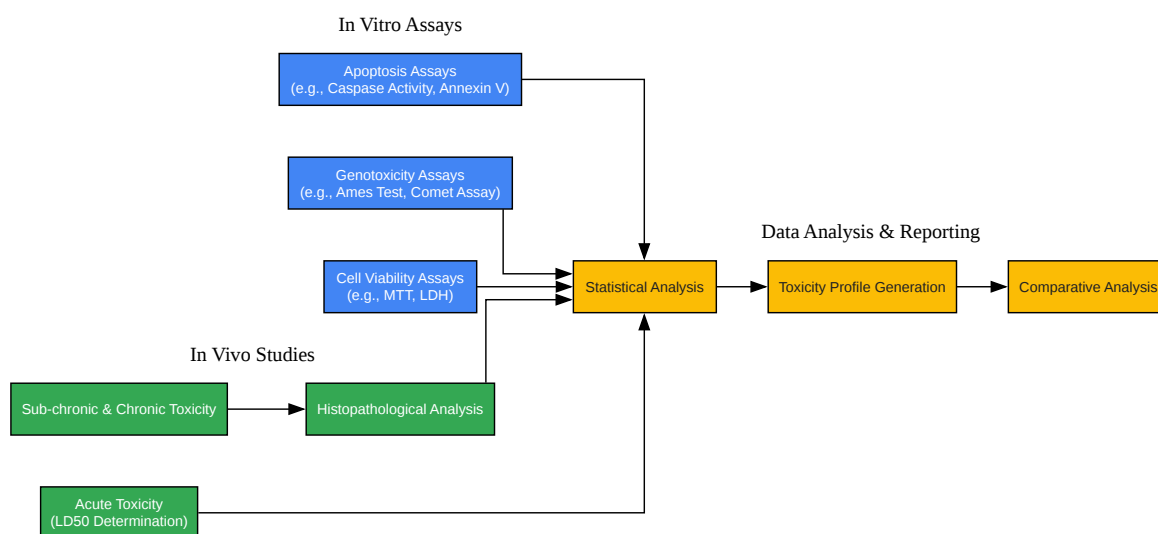 In Vitro Assays
Apoptosis Assays
(e.g., Caspase Activity, Annexin V)
Genotoxicity Assays
(e.g., Ames Test, Comet Assay)
Data Analysis & Reporting
Cell Viability Assays
(e.g., MTT, LDH)
Statistical Analysis
Toxicity Profile Generation
Comparative Analysis
In Vivo Studies
Sub-chronic & Chronic Toxicity
Histopathological Analysis
Acute Toxicity
(LD50 Determination)